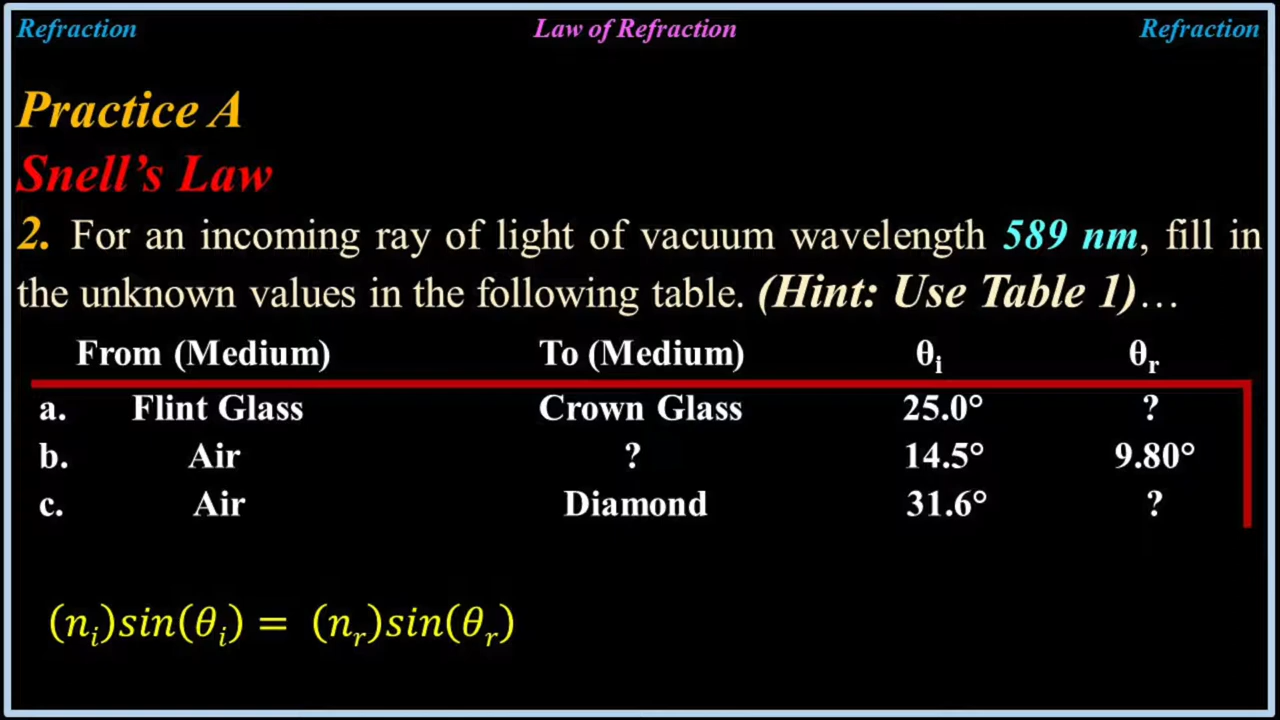 Refraction Law of Refraction Refraction
Practice A
Snell’s Law
2. For an incoming ray of light of vacuum wavelength 589 nm, fill in
the unknown values in the following table. (Hint: Use Table 1)…
From (Medium) To (Medium) θi θr
a. Flint Glass Crown Glass 25.0° ?
b. Air ? 14.5° 9.80°
c. Air Diamond 31.6° ?
(ni)sin(θi) = (nr)sin(θr)